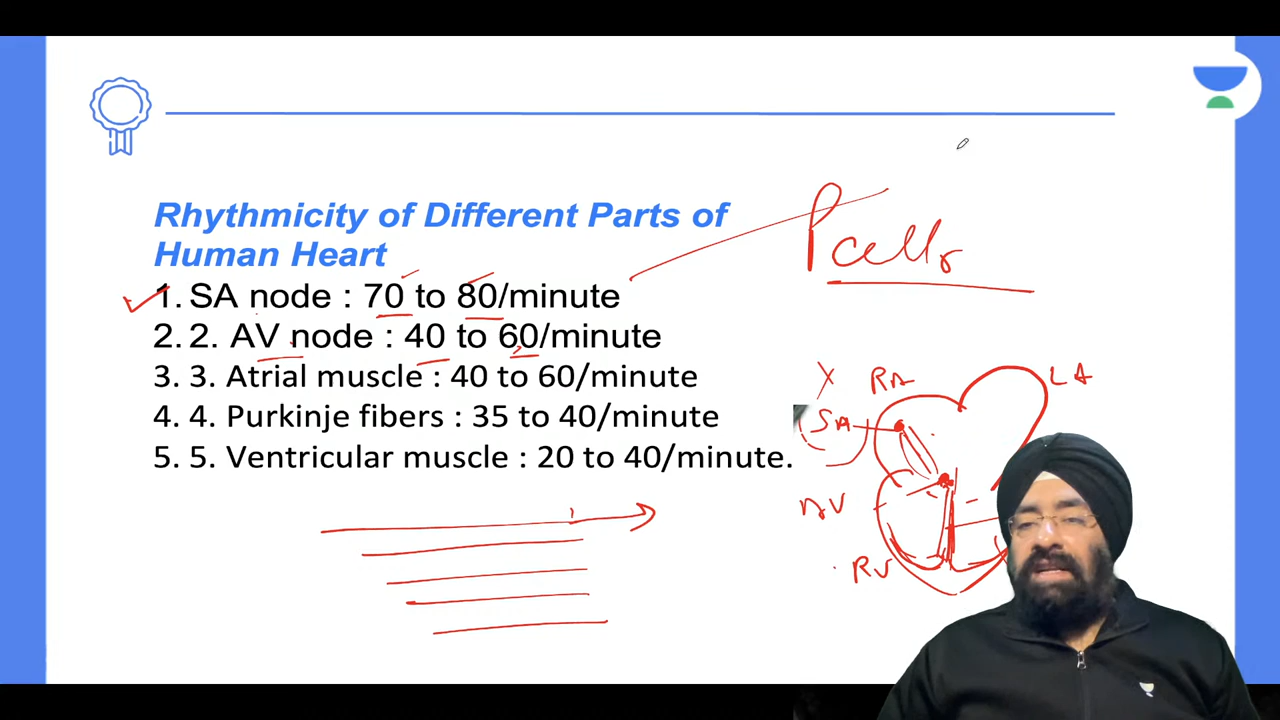 Rhythmicity of Different Parts of
Human Heart
1. SA node : 70 to 80/minute
2. 2. AV node : 40 to 60/minute
3. 3. Atrial muscle : 40 to 60/minute
4. 4. Purkinje fibers : 35 to 40/minute
5. 5. Ventricular muscle : 20 to 40/minute.
P cells
X RA LA
SA
AV
RV